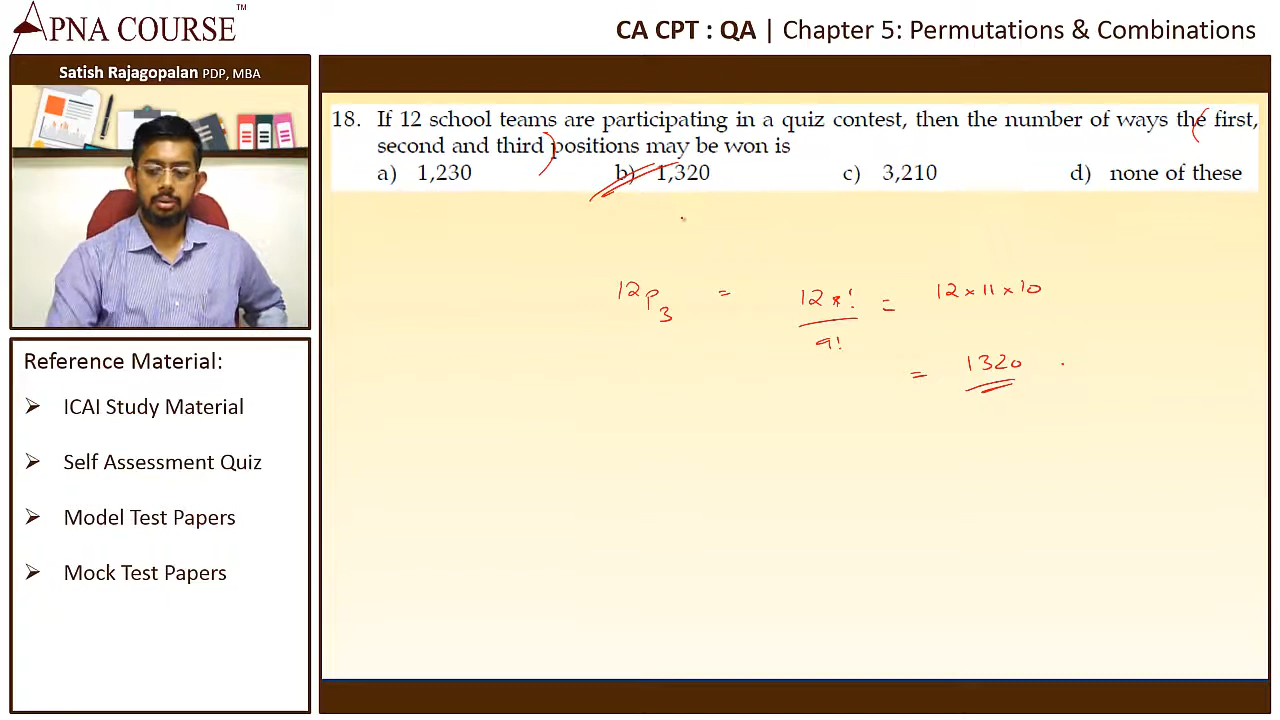 APNA COURSE™
CA CPT : QA | Chapter 5: Permutations & Combinations
Satish Rajagopalan PDP, MBA
18. If 12 school teams are participating in a quiz contest, then the number of ways the first,
second and third positions may be won is
a) 1,230 b) 1,320 c) 3,210 d) none of these
12P3 = 12! / 9! = 12 × 11 × 10
= 1320
Reference Material:
ICAI Study Material
Self Assessment Quiz
Model Test Papers
Mock Test Papers